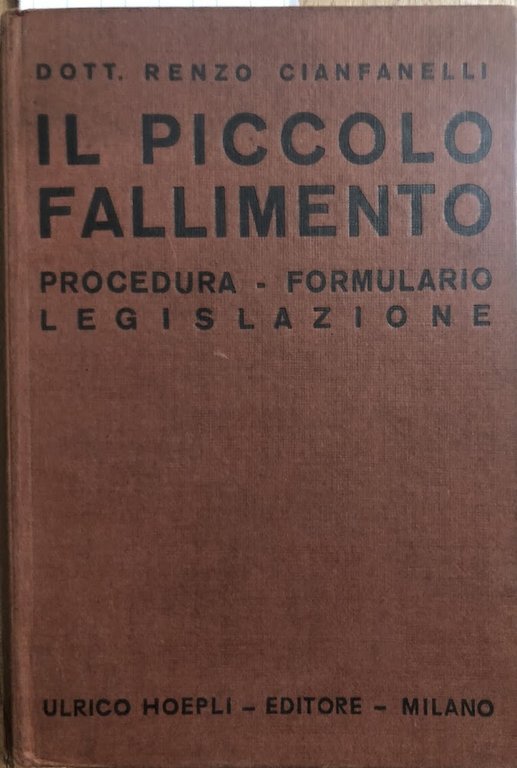 DOTT. RENZO CIANFANELLI
IL PICCOLO
FALLIMENTO
PROCEDURA - FORMULARIO
LEGISLAZIONE
ULRICO HOEPLI - EDITORE - MILANO